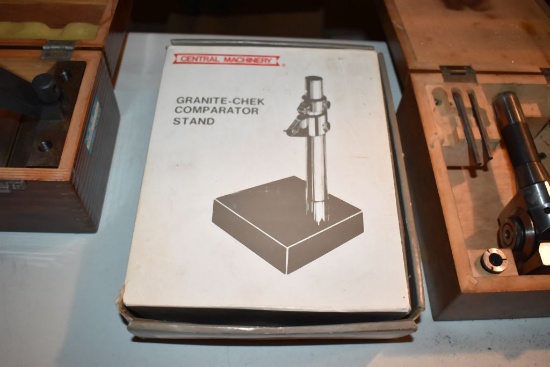 CENTRAL MACHINERY
GRANITE-CHEK
COMPARATOR
STAND